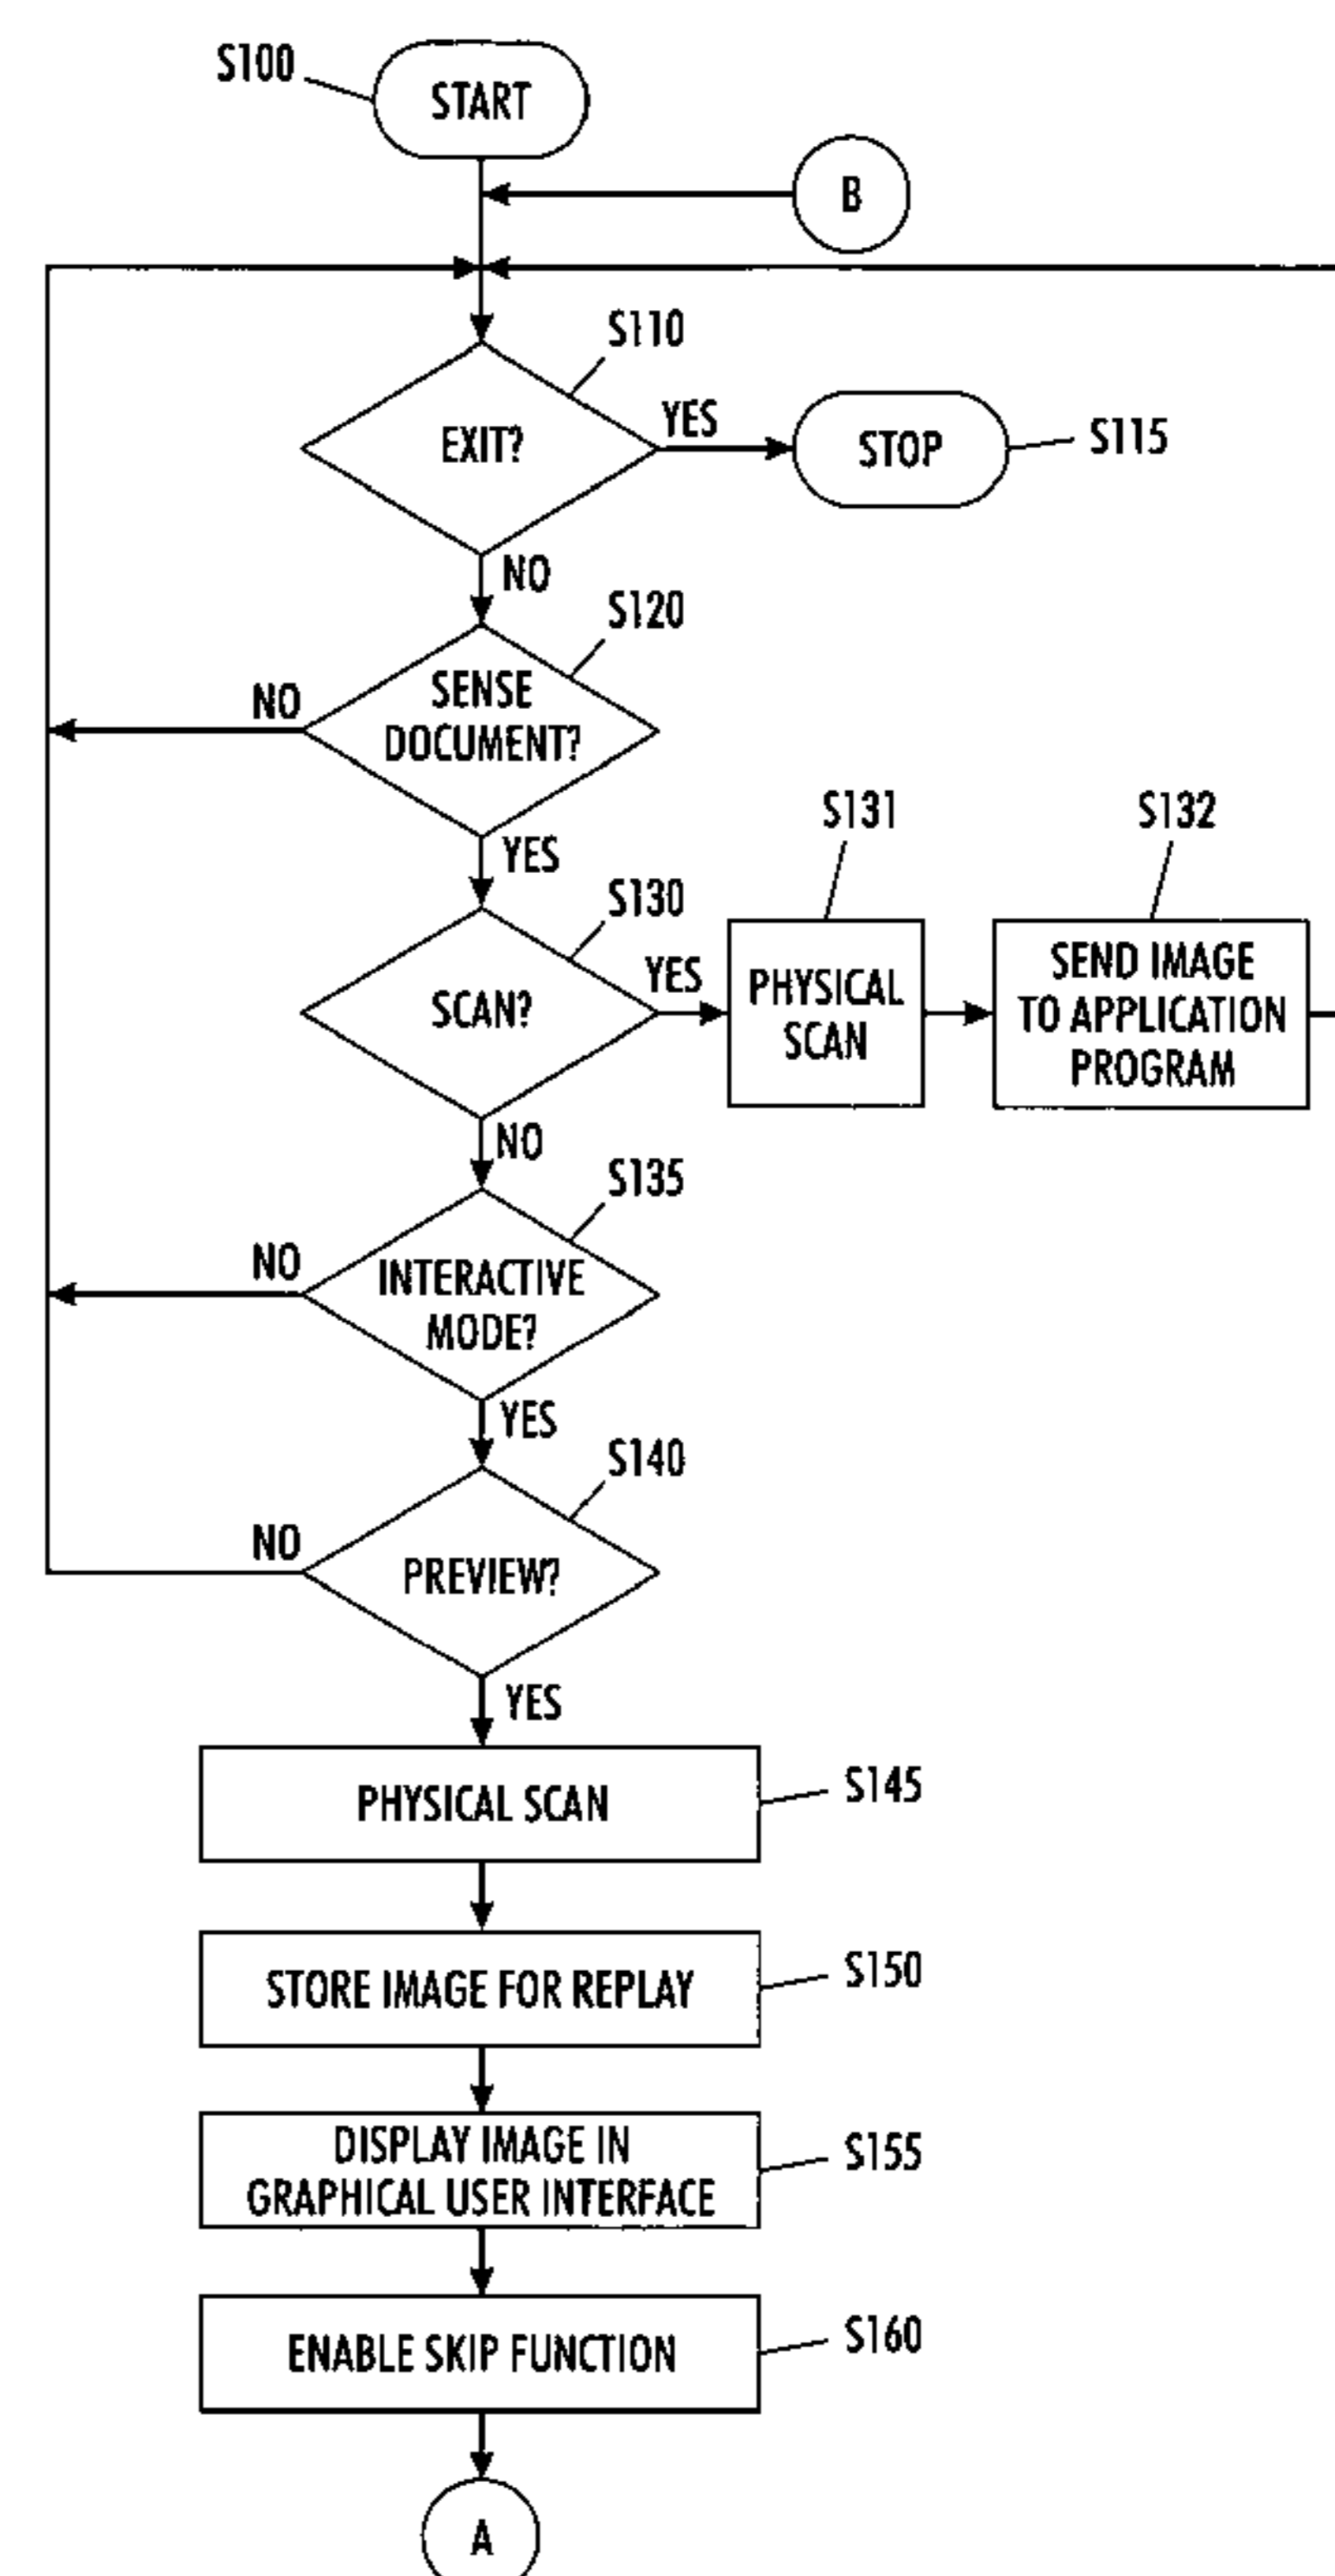 S100
START
B
S110
EXIT?
YES
STOP
S115
NO
S120
SENSE
DOCUMENT?
NO
YES
S130
SCAN?
YES
S131
PHYSICAL
SCAN
S132
SEND IMAGE
TO APPLICATION
PROGRAM
NO
S135
INTERACTIVE
MODE?
NO
YES
S140
PREVIEW?
NO
YES
PHYSICAL SCAN
S145
STORE IMAGE FOR REPLAY
S150
DISPLAY IMAGE IN
GRAPHICAL USER INTERFACE
S155
ENABLE SKIP FUNCTION
S160
A